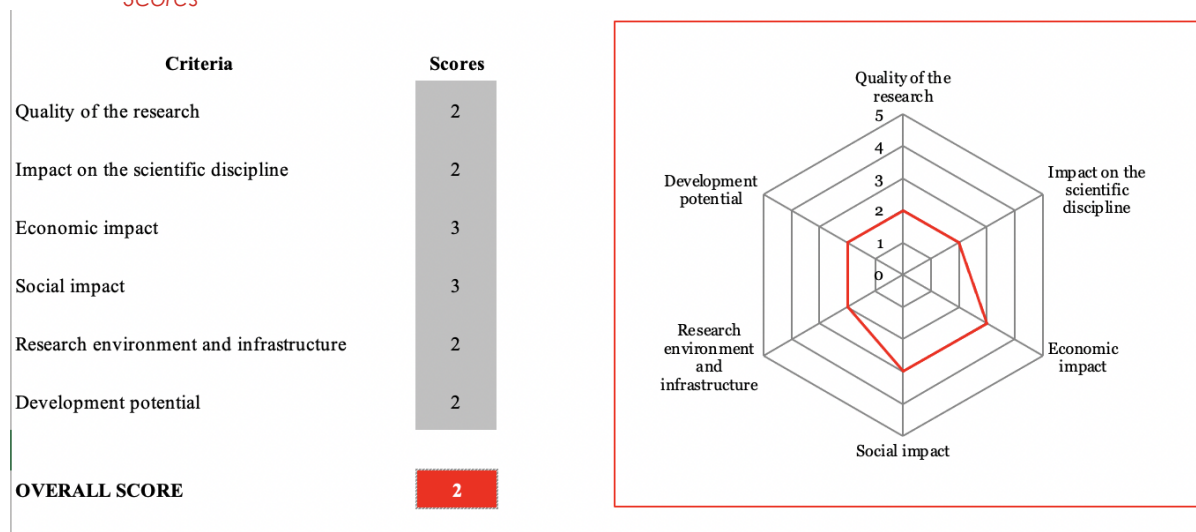 Scores
Criteria Scores
Quality of the research 2
Impact on the scientific discipline 2
Economic impact 3
Social impact 3
Research environment and infrastructure 2
Development potential 2
OVERALL SCORE 2
Quality of the
research
5
4
3
2
1
0
Impact on the
scientific
discipline
Economic
impact
Social impact
Research
environment
and
infrastructure
Development
potential